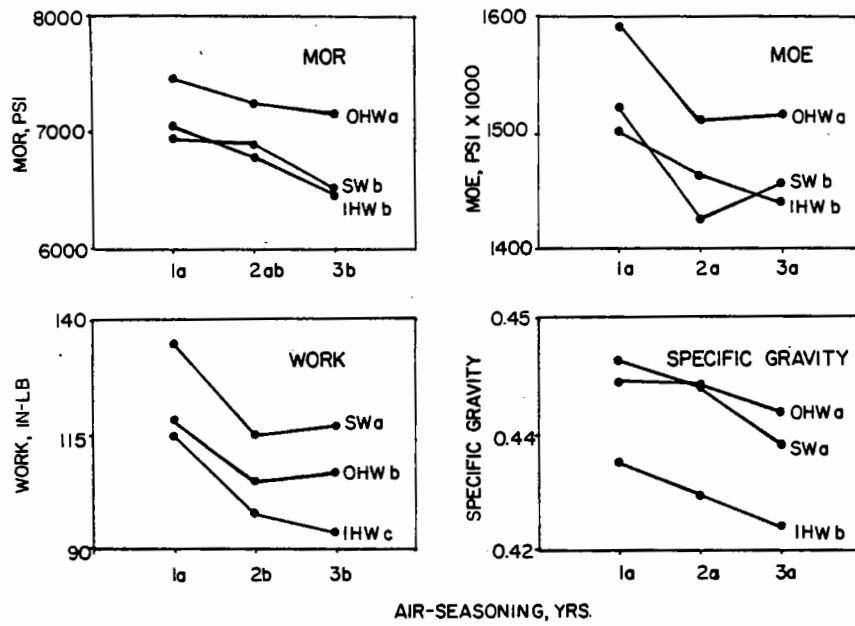 8000
MOR
MOR, PSI
7000
OHWa
SWb
IHWb
6000
1a 2ab 3b
1600
MOE
MOE, PSI X 1000
1500
OHWa
SWb
IHWb
1400
1a 2a 3a
140
WORK
WORK, IN-LB
115
SWa
OHWb
IHWc
90
1a 2b 3b
0.45
SPECIFIC GRAVITY
SPECIFIC GRAVITY
0.44
OHWa
SWa
IHWb
0.42
1a 2a 3a
AIR-SEASONING, YRS.